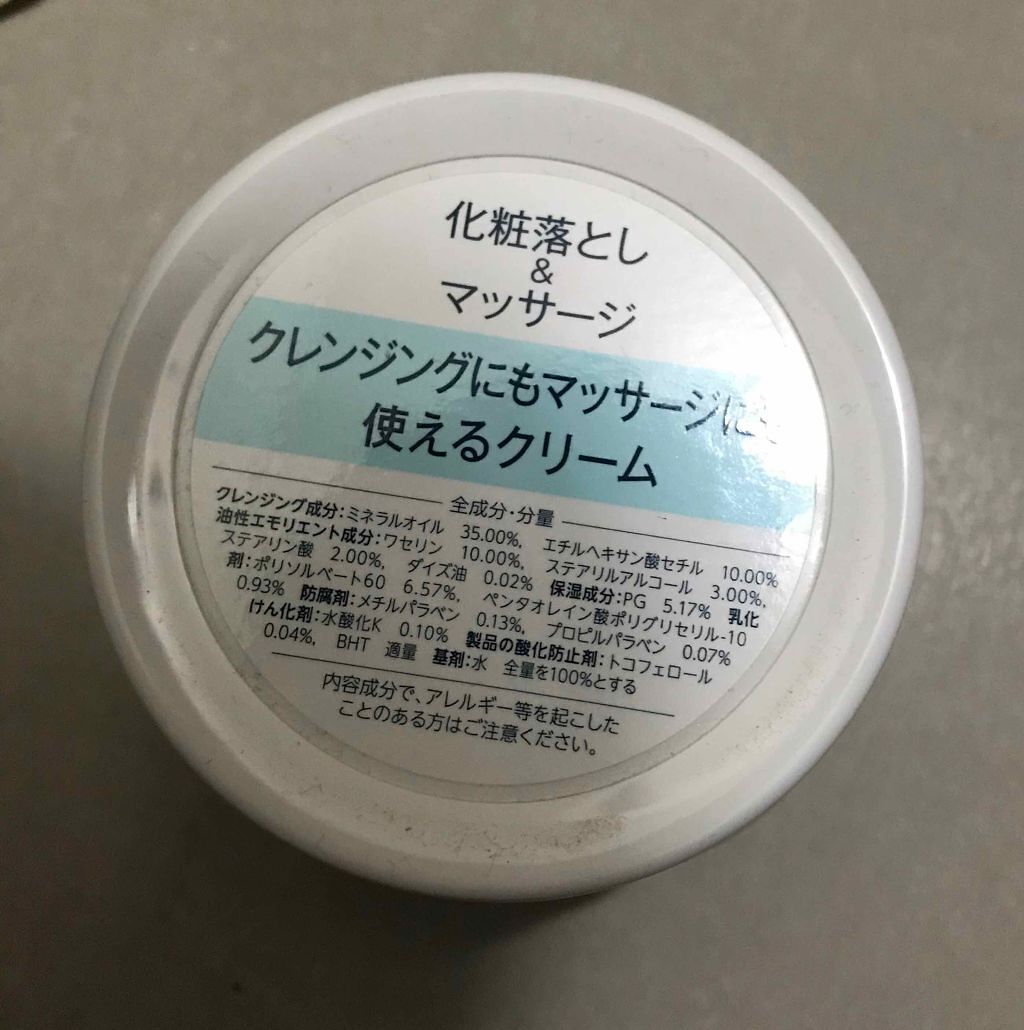 化粧落とし
&
マッサージ
クレンジングにもマッサージにも
使えるクリーム
全成分・分量
クレンジング成分：ミネラルオイル 35.00%, エチルヘキサン酸セチル 10.00%
油性エモリエント成分：ワセリン 10.00%, ステアリルアルコール 3.00%,
ステアリン酸 2.00%, ダイズ油 0.02% 保湿成分：PG 5.17% 乳化
剤：ポリソルベート60 6.57%, ペンタオレイン酸ポリグリセリル-10
0.93% 防腐剤：メチルパラベン 0.13%, プロピルパラベン 0.07%
けん化剤：水酸化K 0.10% 製品の酸化防止剤：トコフェロール
0.04%, BHT 適量 基剤：水 全量を100%とする
内容成分で、アレルギー等を起こした
ことのある方はご注意ください。